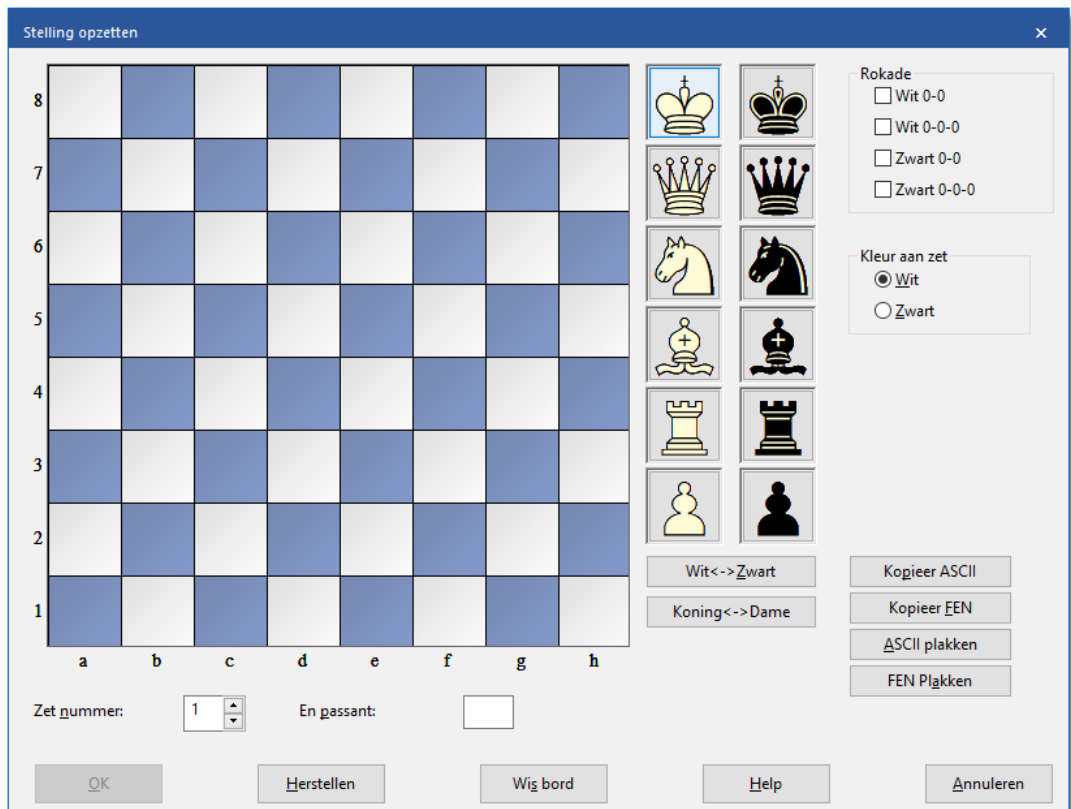 Stelling opzetten
8
7
6
5
4
3
2
1
a b c d e f g h
Rokade
Wit 0-0
Wit 0-0-0
Zwart 0-0
Zwart 0-0-0
Kleur aan zet
Wit
Zwart
Wit<->Zwart
Koning<->Dame
Kopieer ASCII
Kopieer FEN
ASCII plakken
FEN Plakken
Zet nummer: 1 En passant:
OK Herstellen Wis bord Help Annuleren